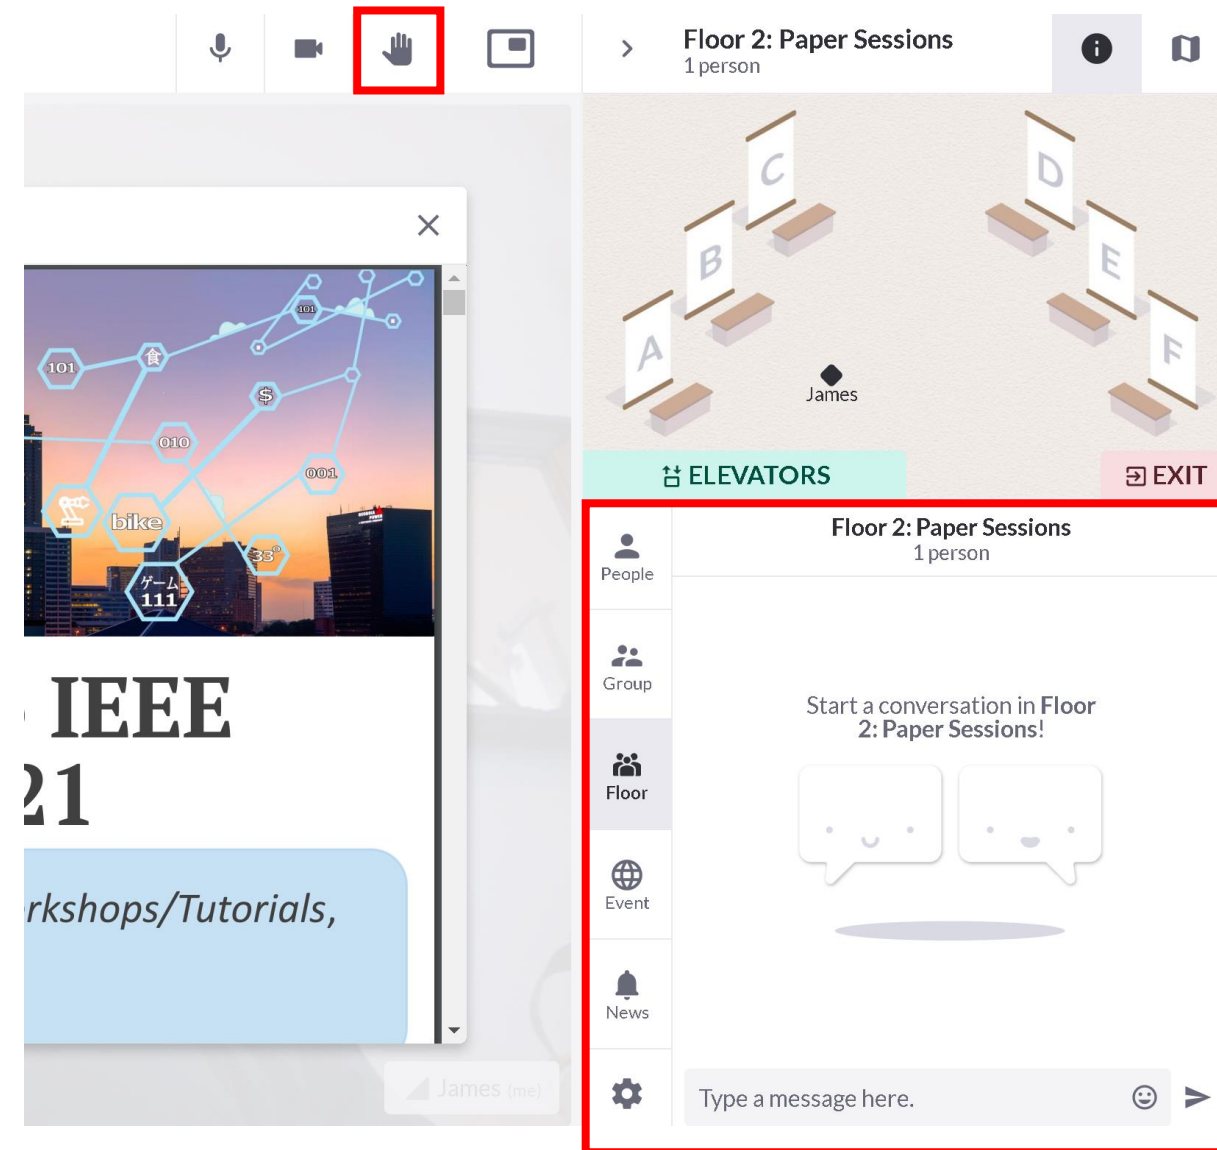 Floor 2: Paper Sessions
1 person
C
D
B
E
A
F
James
ELEVATORS
EXIT
101
101
食
$
010
001
bike
33°
ゲーム
111
IEEE
21
rkshops/Tutorials,
James (me)
Floor 2: Paper Sessions
1 person
People
Group
Floor
Event
News
Start a conversation in Floor
2: Paper Sessions!
Type a message here.